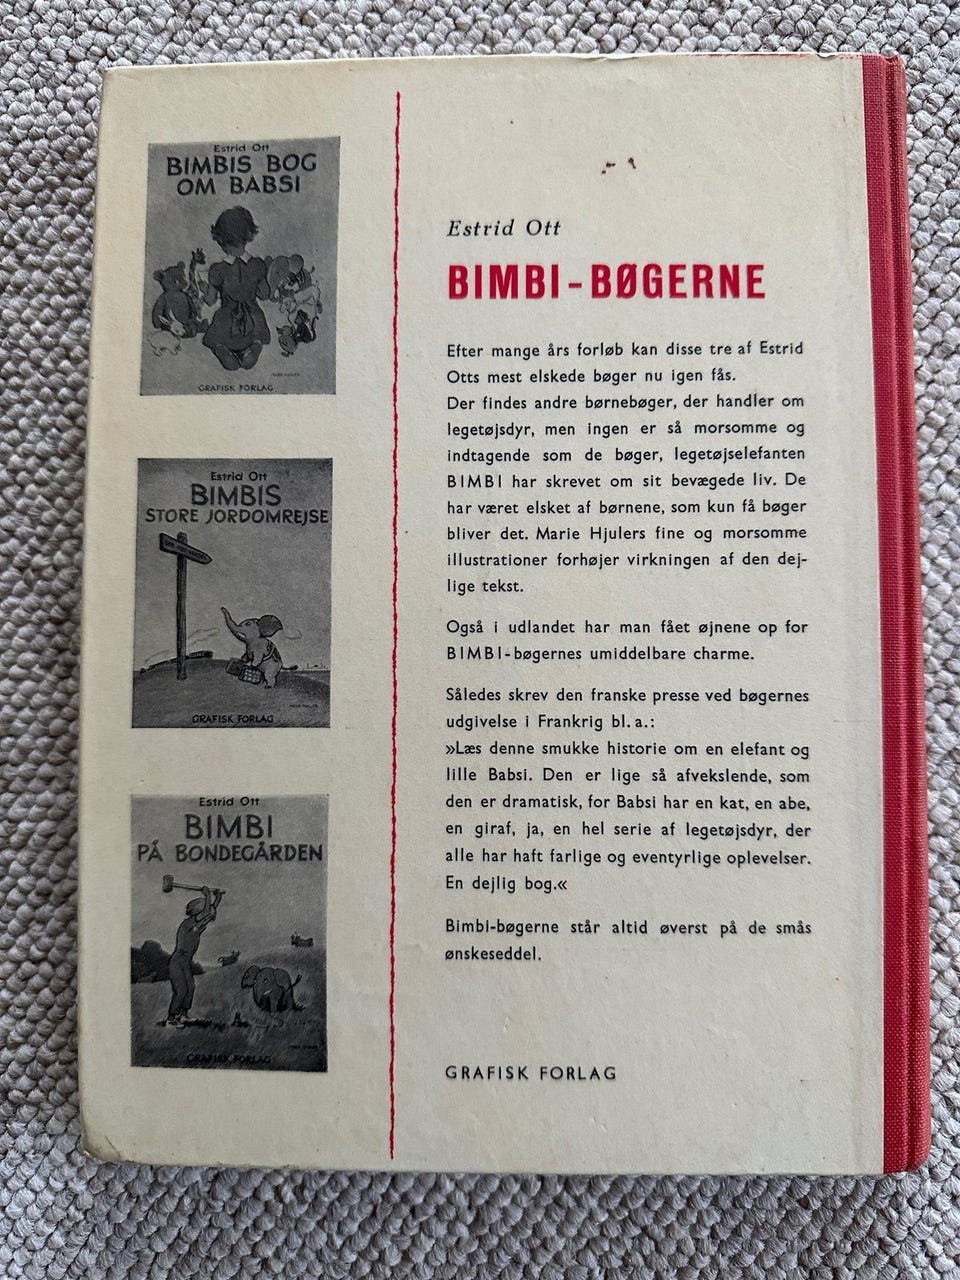 Estrid Ott
BIMBIS BOG
OM BABSI
GRAFISK FORLAG
Estrid Ott
BIMBIS
STORE JORDOMREJSE
GRAFISK FORLAG
Estrid Ott
BIMBI
PÅ BONDEGÅRDEN
GRAFISK FORLAG
Estrid Ott
BIMBI-BØGERNE
Efter mange års forløb kan disse tre af Estrid
Otts mest elskede bøger nu igen fås.
Der findes andre børnebøger, der handler om
legetøjsdyr, men ingen er så morsomme og
indtagende som de bøger, legetøjselefanten
BIMBI har skrevet om sit bevægede liv. De
har været elsket af børnene, som kun få bøger
bliver det. Marie Hjulers fine og morsomme
illustrationer forhøjer virkningen af den dej-
lige tekst.
Også i udlandet har man fået øjnene op for
BIMBI-bøgernes umiddelbare charme.
Således skrev den franske presse ved bøgernes
udgivelse i Frankrig bl. a.:
»Læs denne smukke historie om en elefant og
lille Babsi. Den er lige så afvekslende, som
den er dramatisk, for Babsi har en kat, en abe,
en giraf, ja, en hel serie af legetøjsdyr, der
alle har haft farlige og eventyrlige oplevelser.
En dejlig bog.«
Bimbi-bøgerne står altid øverst på de smås
ønskeseddel.
GRAFISK FORLAG